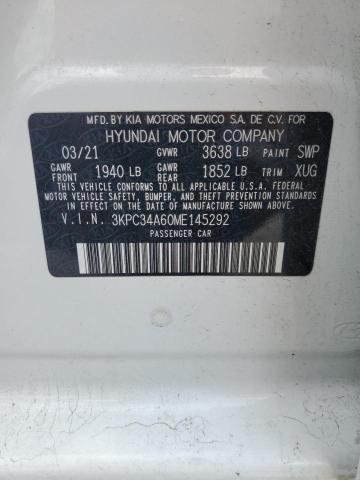 MFD. BY KIA MOTORS MEXICO S.A. DE C.V. FOR
HYUNDAI MOTOR COMPANY
03/21 GVWR 3638 LB PAINT SWP
GAWR FRONT 1940 LB GAWR REAR 1852 LB TRIM XUG
THIS VEHICLE CONFORMS TO ALL APPLICABLE U.S.A. FEDERAL
MOTOR VEHICLE SAFETY, BUMPER, AND THEFT PREVENTION
STANDARDS IN EFFECT ON THE DATE OF MANUFACTURE SHOWN ABOVE.
V.I.N. 3KPC34A60ME145292
PASSENGER CAR